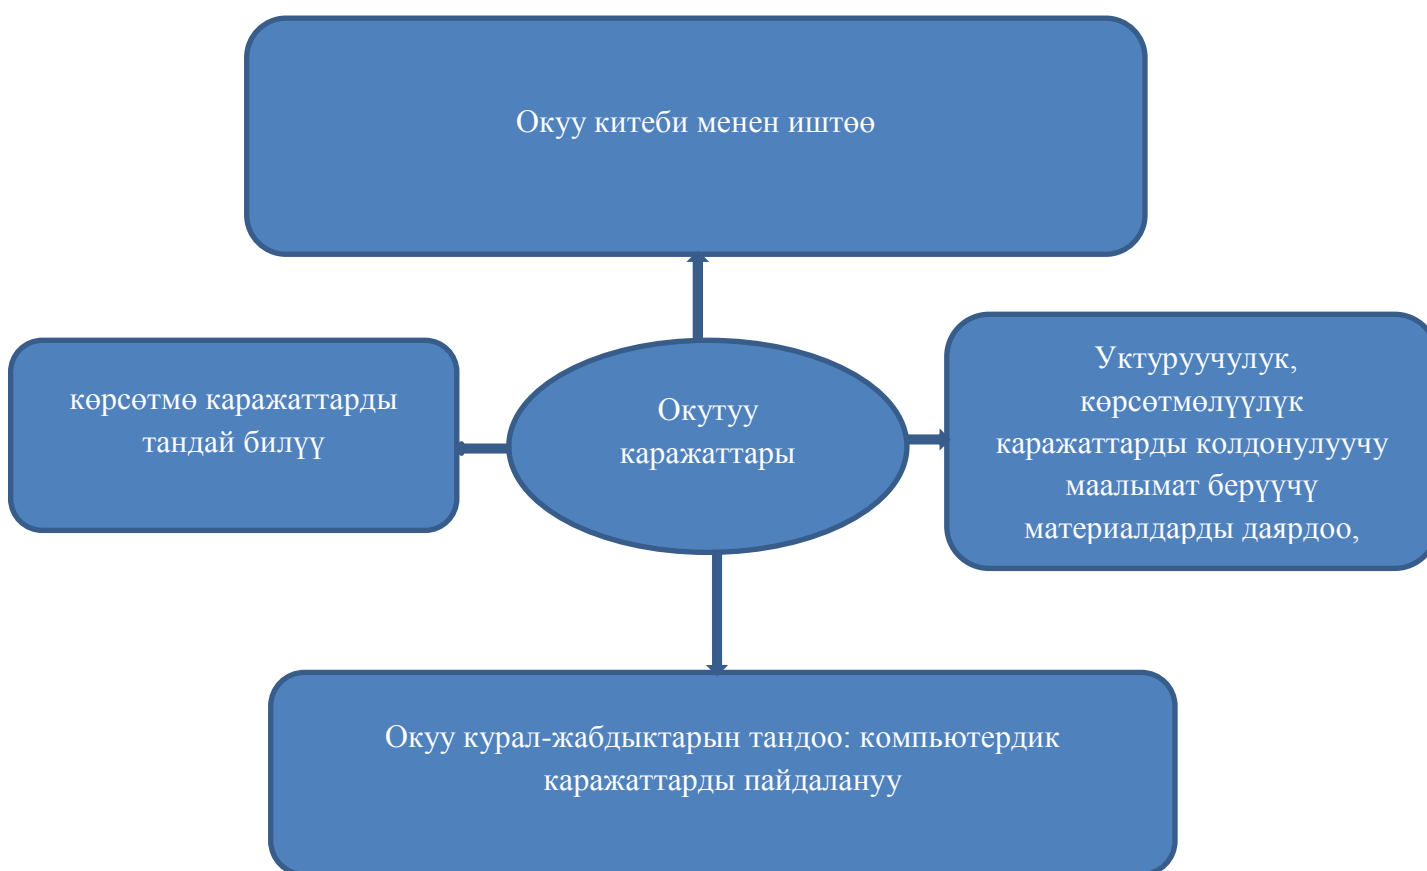 Окуу китеби менен иштөө
көрсөтмө каражаттарды
тандай билүү
Окутуу
каражаттары
Уктуруучулук,
көрсөтмөлүүлүк
каражаттарды колдонулуучу
маалымат берүүчү
материалдарды даярдоо,
Окуу курал-жабдыктарын тандоо: компьютердик
каражаттарды пайдалануу